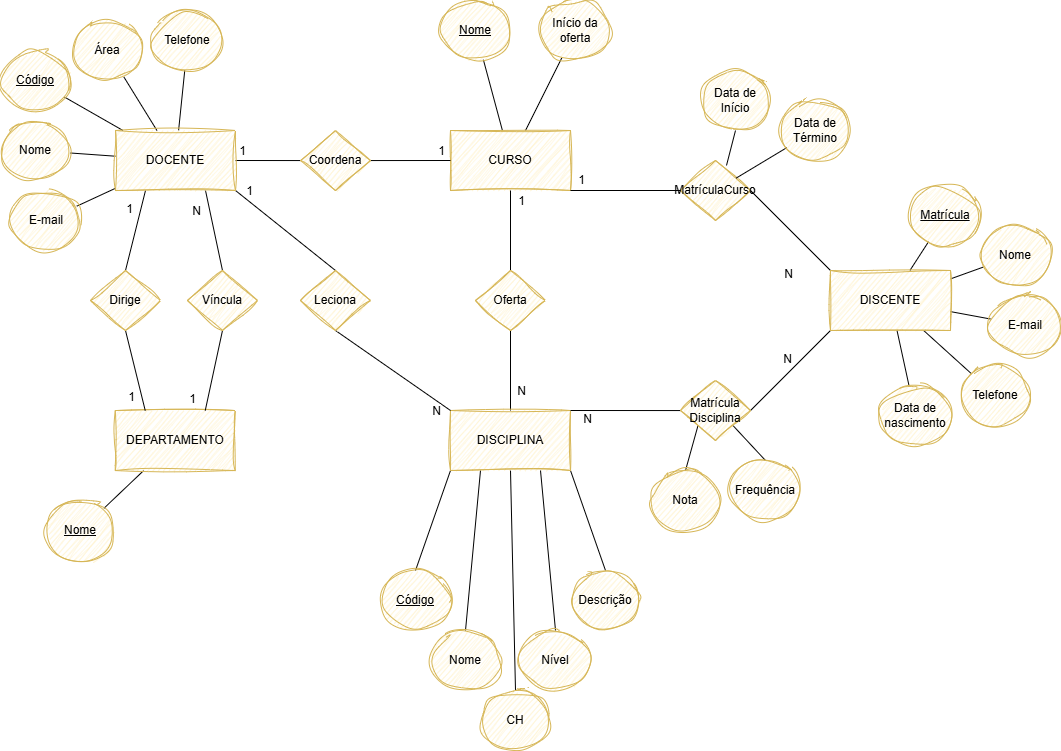 Nome
Início da
oferta
Telefone
Área
Código
Data de
Início
Data de
Término
Nome
DOCENTE
1
Coordena
1
CURSO
1
MatrículaCurso
E-mail
1
N
1
1
Matrícula
Nome
N
Dirige
Víncula
Leciona
Oferta
DISCENTE
E-mail
N
1
1
N
N
N
Matrícula
Disciplina
Data de
nascimento
Telefone
DEPARTAMENTO
DISCIPLINA
Nome
Nota
Frequência
Código
Descrição
Nome
Nível
CH